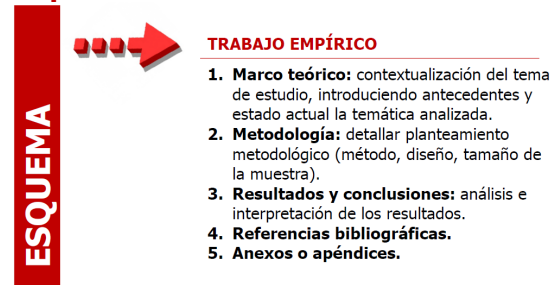 TRABAJO EMPÍRICO
1. Marco teórico: contextualización del tema
de estudio, introduciendo antecedentes y
estado actual la temática analizada.
2. Metodología: detallar planteamiento
metodológico (método, diseño, tamaño de
la muestra).
3. Resultados y conclusiones: análisis e
interpretación de los resultados.
4. Referencias bibliográficas.
5. Anexos o apéndices.
ESQUEMA